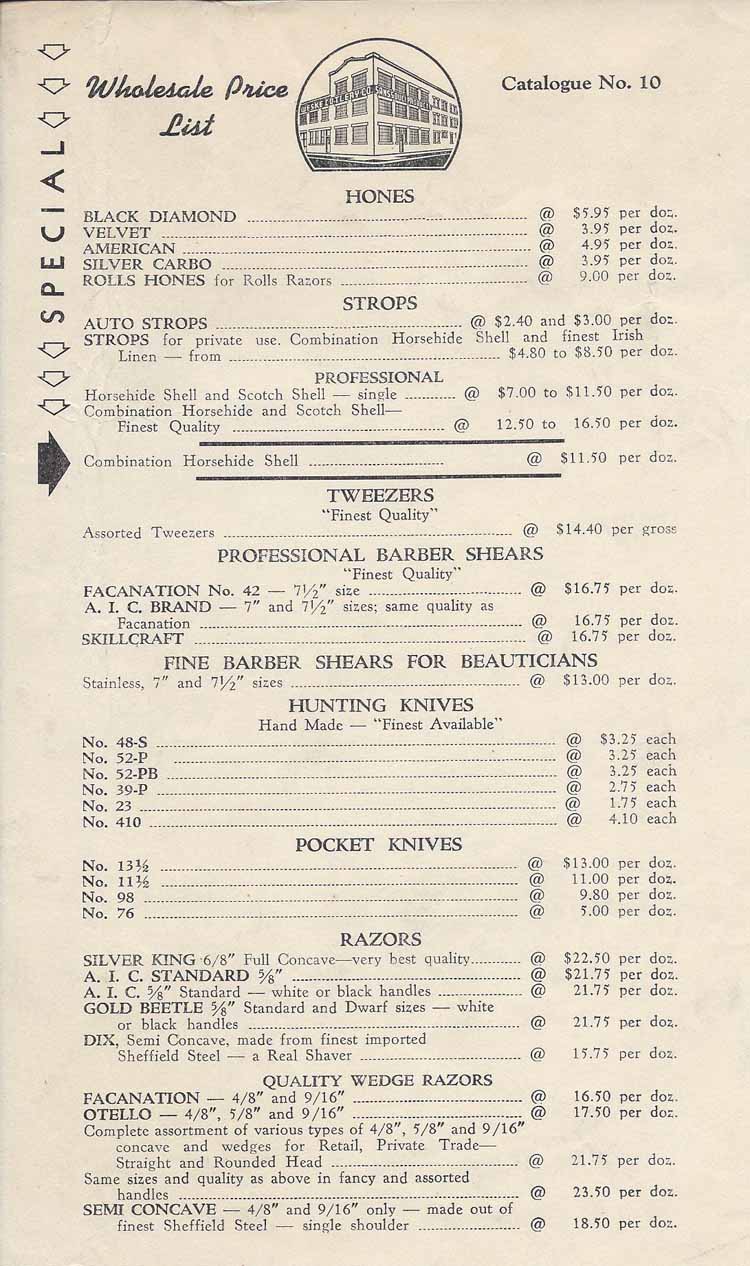 SPECIAL
Wholesale Price
List
Catalogue No. 10
HONES
BLACK DIAMOND @ $5.95 per doz.
VELVET @ 3.95 per doz.
AMERICAN @ 4.95 per doz.
SILVER CARBO @ 3.95 per doz.
ROLLS HONES for Rolls Razors @ 9.00 per doz.
STROPS
AUTO STROPS @ $2.40 and $3.00 per doz.
STROPS for private use. Combination Horsehide Shell and finest Irish
Linen — from $4.80 to $8.50 per doz.
PROFESSIONAL
Horsehide Shell and Scotch Shell — single @ $7.00 to $11.50 per doz.
Combination Horsehide and Scotch Shell—
Finest Quality @ 12.50 to 16.50 per doz.
Combination Horsehide Shell @ $11.50 per doz.
TWEEZERS
"Finest Quality"
Assorted Tweezers @ $14.40 per gross
PROFESSIONAL BARBER SHEARS
"Finest Quality"
FACANATION No. 42 — 7½" size @ $16.75 per doz.
A. I. C. BRAND — 7" and 7½" sizes; same quality as
Facanation @ 16.75 per doz.
SKILLCRAFT @ 16.75 per doz.
FINE BARBER SHEARS FOR BEAUTICIANS
Stainless, 7" and 7½" sizes @ $13.00 per doz.
HUNTING KNIVES
Hand Made — "Finest Available"
No. 48-S @ $3.25 each
No. 52-P @ 3.25 each
No. 52-PB @ 3.25 each
No. 39-P @ 2.75 each
No. 23 @ 1.75 each
No. 410 @ 4.10 each
POCKET KNIVES
No. 13½ @ $13.00 per doz.
No. 11½ @ 11.00 per doz.
No. 98 @ 9.80 per doz.
No. 76 @ 5.00 per doz.
RAZORS
SILVER KING 6/8" Full Concave—very best quality @ $22.50 per doz.
A. I. C. STANDARD ⅝" @ $21.75 per doz.
A. I. C. ⅝" Standard — white or black handles @ 21.75 per doz.
GOLD BEETLE ⅝" Standard and Dwarf sizes — white
or black handles @ 21.75 per doz.
DIX, Semi Concave, made from finest imported
Sheffield Steel — a Real Shaver @ 15.75 per doz.
QUALITY WEDGE RAZORS
FACANATION — 4/8" and 9/16" @ 16.50 per doz.
OTELLO — 4/8", 5/8" and 9/16" @ 17.50 per doz.
Complete assortment of various types of 4/8", 5/8" and 9/16"
concave and wedges for Retail, Private Trade—
Straight and Rounded Head @ 21.75 per doz.
Same sizes and quality as above in fancy and assorted
handles @ 23.50 per doz.
SEMI CONCAVE — 4/8" and 9/16" only — made out of
finest Sheffield Steel — single shoulder @ 18.50 per doz.